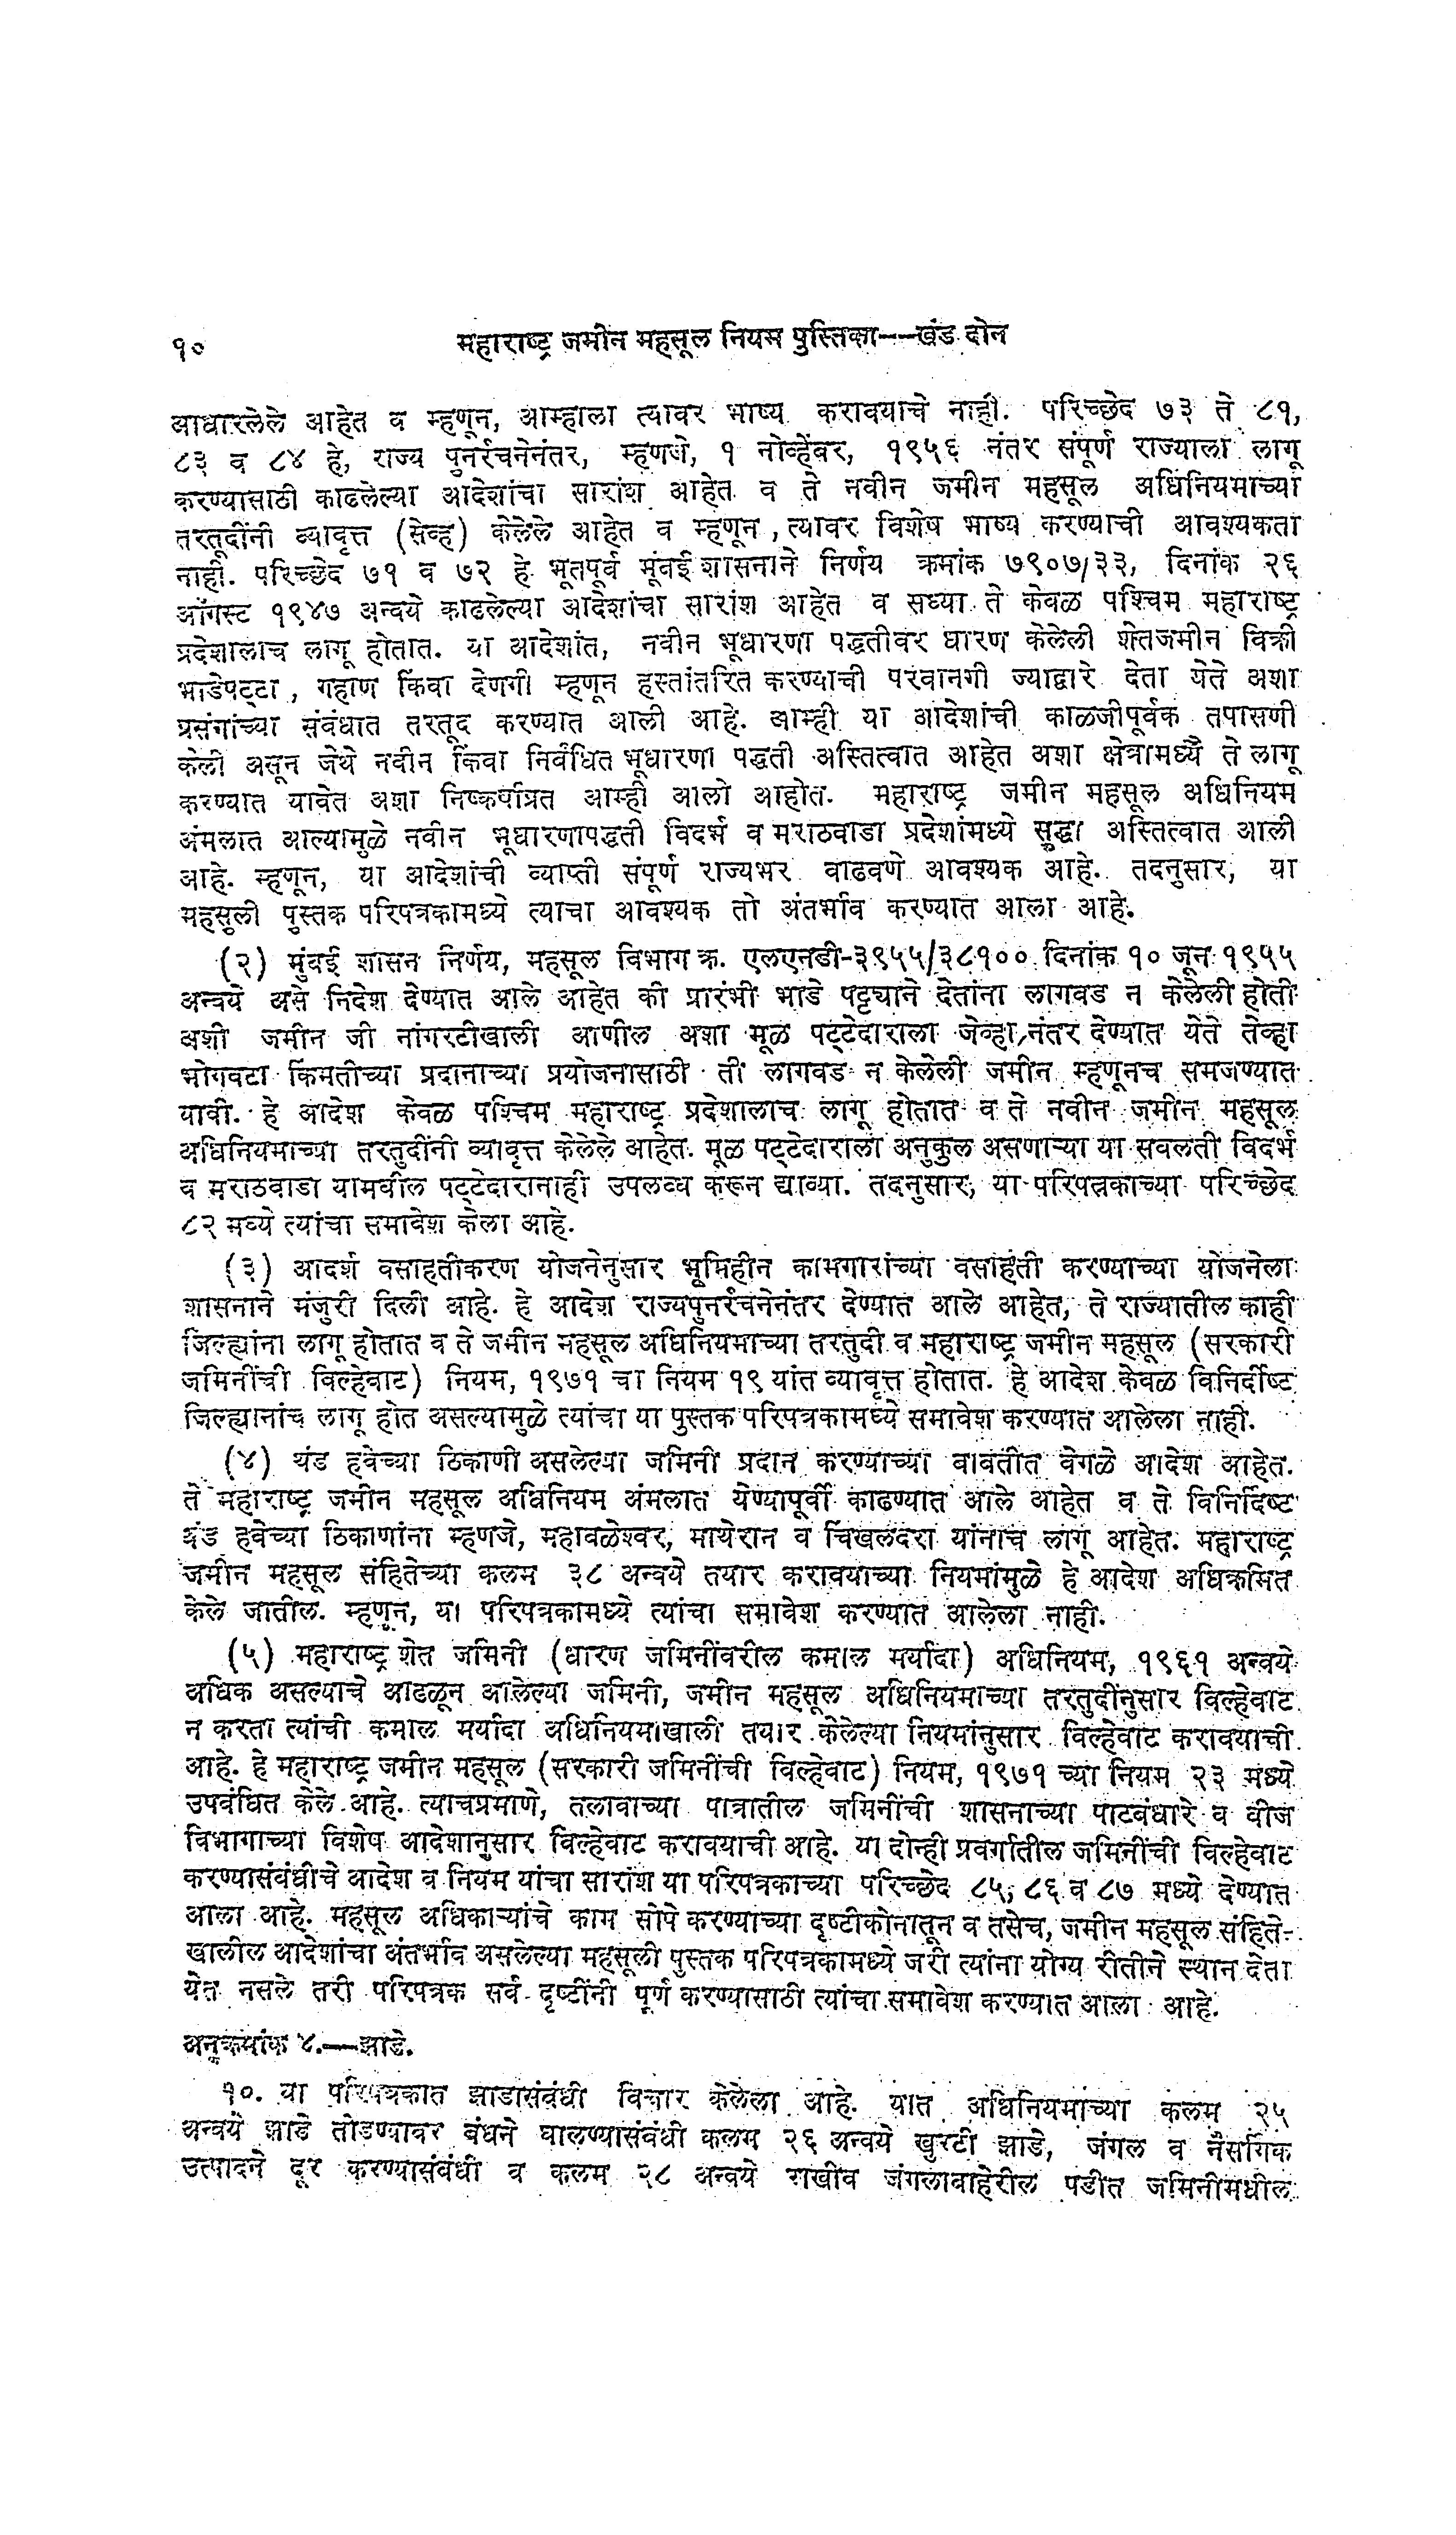 १०
महाराष्ट्र जमीन महसूल नियम पुस्तिका--खंड दोन
आधारलेले आहेत व म्हणून, आम्हाला त्यावर भाष्य करावयाचे नाही. परिच्छेद ७३ ते ८१,
८३ व ८४ हे, राज्य पुनर्रचनेनंतर, म्हणजे, १ नोव्हेंबर, १९५६ नंतर संपूर्ण राज्याला लागू
करण्यासाठी काढलेल्या आदेशांचा सारांश आहेत व ते नवीन जमीन महसूल अधिनियमाच्या
तरतूदींनी व्यावृत्त (सेव्ह) केलेले आहेत व म्हणून, त्यावर विशेष भाष्य करण्याची आवश्यकता
नाही. परिच्छेद ७१ व ७२ हे भूतपूर्व मूंबई शासनाने निर्णय क्रमांक ७९०७/३३, दिनांक २६
ऑगस्ट १९४७ अन्वये काढलेल्या आदेशांचा सारांश आहेत व सध्या ते केवळ पश्चिम महाराष्ट्र
प्रदेशालाच लागू होतात. या आदेशांत, नवीन भूधारणा पद्धतीवर धारण केलेली शेतजमीन विक्री
भाडेपट्टा, गहाण किंवा देणगी म्हणून हस्तांतरित करण्याची परवानगी ज्याद्वारे देता येते अशा
प्रसंगांच्या संबंधात तरतूद करण्यात आली आहे. आम्ही या आदेशांची काळजीपूर्वक तपासणी
केली असून जेथे नवीन किंवा निर्बंधित भूधारणा पद्धती अस्तित्वात आहेत अशा क्षेत्रामध्ये ते लागू
करण्यात यावेत अशा निष्कर्षाप्रत आम्ही आलो आहोत. महाराष्ट्र जमीन महसूल अधिनियम
अंमलात आल्यामुळे नवीन भूधारणापद्धती विदर्भ व मराठवाडा प्रदेशांमध्ये सुद्धा अस्तित्वात आली
आहे. म्हणून, या आदेशांची व्याप्ती संपूर्ण राज्यभर वाढवणे आवश्यक आहे. तदनुसार, या
महसुली पुस्तक परिपत्रकामध्ये त्याचा आवश्यक तो अंतर्भाव करण्यात आला आहे.
(२) मुंबई शासन निर्णय, महसूल विभाग क्र. एलएनडी-३९५५/३८१०० दिनांक १० जून १९५५
अन्वये असे निदेश देण्यात आले आहेत की प्रारंभी भाडे पट्ट्याने देतांना लागवड न केलेली होती
अशी जमीन जी नांगरटीखाली आणील अशा मूळ पट्टेदाराला जेव्हा नंतर देण्यात येते तेव्हा
भोगवटा किंमतीच्या प्रदानाच्या प्रयोजनासाठी ती लागवड न केलेली जमीन म्हणूनच समजण्यात
यावी. हे आदेश केवळ पश्चिम महाराष्ट्र प्रदेशालाच लागू होतात व ते नवीन जमीन महसूल
अधिनियमाच्या तरतुदींनी व्यावृत्त केलेले आहेत. मूळ पट्टेदाराला अनुकुल असणाऱ्या या सवलती विदर्भ
व मराठवाडा यामधील पट्टेदारानाही उपलब्ध करून द्याव्या. तदनुसार, या परिपत्रकाच्या परिच्छेद
८२ मध्ये त्यांचा समावेश केला आहे.
(३) आदर्श वसाहतीकरण योजनेनुसार भूमिहीन कामगारांच्या वसाहती करण्याच्या योजनेला
शासनाने मंजुरी दिली आहे. हे आदेश राज्यपुनर्रचनेनंतर देण्यात आले आहेत, ते राज्यातील काही
जिल्ह्यांना लागू होतात व ते जमीन महसूल अधिनियमाच्या तरतुदी व महाराष्ट्र जमीन महसूल (सरकारी
जमिनींची विल्हेवाट) नियम, १९७१ चा नियम १९ यांत व्यावृत्त होतात. हे आदेश केवळ विनिर्दीष्ट
जिल्ह्यानांच लागू होत असल्यामुळे त्यांचा या पुस्तक परिपत्रकामध्ये समावेश करण्यात आलेला नाही.
(४) थंड हवेच्या ठिकाणी असलेल्या जमिनी प्रदान करण्याच्या बाबतीत वेगळे आदेश आहेत.
ते महाराष्ट्र जमीन महसूल अधिनियम अंमलात येण्यापूर्वी काढण्यात आले आहेत व ते विनिर्दिष्ट
थंड हवेच्या ठिकाणांना म्हणजे, महाबळेश्वर, माथेरान व चिखलदरा यांनाच लागू आहेत. महाराष्ट्र
जमीन महसूल संहितेच्या कलम ३८ अन्वये तयार करावयाच्या नियमांमुळे हे आदेश अधिक्रमित
केले जातील. म्हणून, या परिपत्रकामध्ये त्यांचा समावेश करण्यात आलेला नाही.
(५) महाराष्ट्र शेत जमिनी (धारण जमिनींवरील कमाल मर्यादा) अधिनियम, १९६१ अन्वये
अधिक असल्याचे आढळून आलेल्या जमिनी, जमीन महसूल अधिनियमाच्या तरतुदींनुसार विल्हेवाट
न करता त्यांची कमाल मर्यादा अधिनियमाखाली तयार केलेल्या नियमांनुसार विल्हेवाट करावयाची
आहे. हे महाराष्ट्र जमीन महसूल (सरकारी जमिनींची विल्हेवाट) नियम, १९७१ च्या नियम २३ मध्ये
उपबंधित केले आहे. त्याचप्रमाणे, तलावाच्या पात्रातील जमिनींची शासनाच्या पाटबंधारे व वीज
विभागाच्या विशेष आदेशानुसार विल्हेवाट करावयाची आहे. या दोन्ही प्रवर्गातील जमिनींची विल्हेवाट
करण्यासंबंधीचे आदेश व नियम यांचा सारांश या परिपत्रकाच्या परिच्छेद ८५, ८६ व ८७ मध्ये देण्यात
आला आहे. महसूल अधिकाऱ्यांचे काम सोपे करण्याच्या दृष्टीकोनातून व तसेच, जमीन महसूल संहिते-
खालील आदेशांचा अंतर्भाव असलेल्या महसूली पुस्तक परिपत्रकामध्ये जरी त्यांना योग्य रीतीने स्थान देता
येत नसले तरी परिपत्रक सर्व दृष्टींनी पूर्ण करण्यासाठी त्यांचा समावेश करण्यात आला आहे.
अनुक्रमांक ४.—झाडे.
१०. या परिपत्रकात झाडासंबंधी विचार केलेला आहे. यात अधिनियमाच्या कलम २५
अन्वये झाडे तोडण्यावर बंधने घालण्यासंबंधी कलम २६ अन्वये खुरटी झाडे, जंगल व नैसर्गिक
उत्पादने दूर करण्यासंबंधी व कलम २८ अन्वये राखीव जंगलाबाहेरील पडीत जमिनीमधील